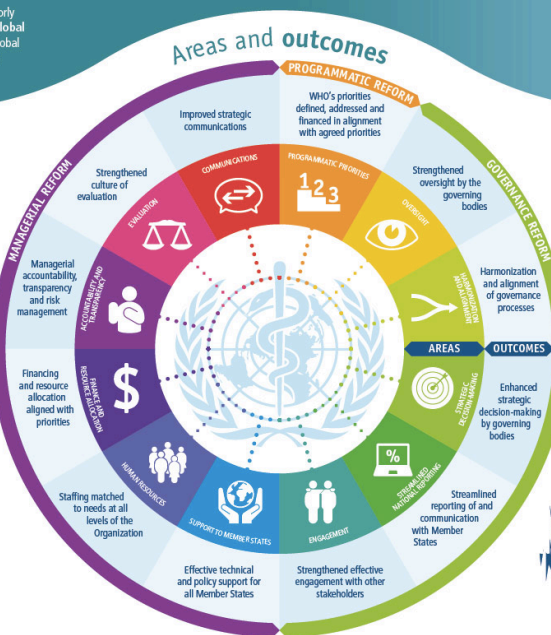 orly
lobal
obal
Areas and outcomes
PROGRAMMATIC REFORM
GOVERNANCE REFORM
MANAGERIAL REFORM
WHO's priorities
defined, addressed and
financed in alignment
with agreed priorities
PROGRAMMATIC PRIORITIES
1 2 3
Strengthened
oversight by the
governing
bodies
OVERSIGHT
Harmonization
and alignment
of governance
processes
HARMONIZATION
AND ALIGNMENT
AREAS
OUTCOMES
Enhanced
strategic
decision-making
by governing
bodies
STRATEGIC
DECISION-MAKING
Streamlined
reporting of and
communication
with Member
States
%
STREAMLINED
NATIONAL REPORTING
Strengthened effective
engagement with other
stakeholders
ENGAGEMENT
Effective technical
and policy support for
all Member States
SUPPORT TO MEMBER STATES
Staffing matched
to needs at all
levels of the
Organization
HUMAN RESOURCES
Financing
and resource
allocation
aligned with
priorities
FINANCE AND
RESOURCE ALLOCATION
$
Managerial
accountability,
transparency
and risk
management
ACCOUNTABILITY AND
TRANSPARENCY
Strengthened
culture of
evaluation
EVALUATION
Improved strategic
communications
COMMUNICATIONS